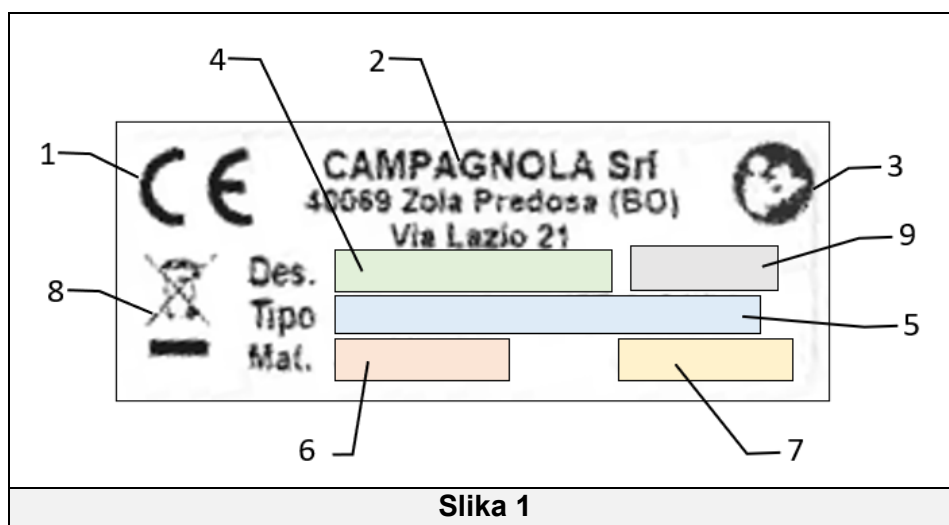 4
2
1
CE
CAMPAGNOLA Srl
3
40069 Zola Predosa (BO)
Via Lazio 21
9
Des.
8
Tipo
5
Mat.
6
7
Slika 1